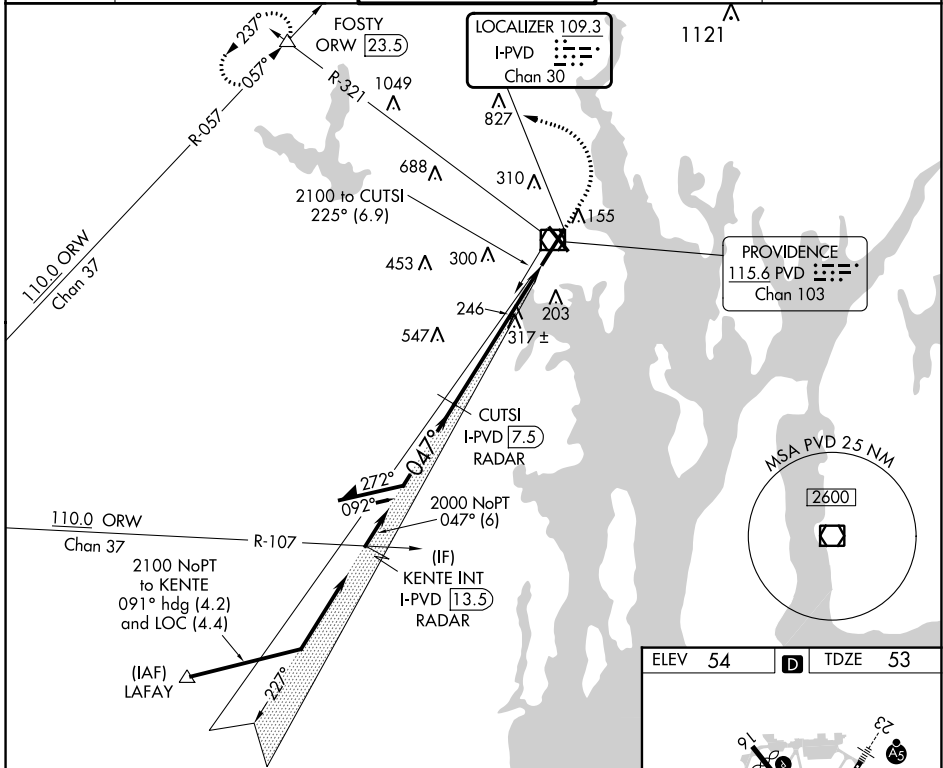 FOSTY
ORW 23.5
237°
057°
R-057
R-321
1049
LOCALIZER 109.3
I-PVD
Chan 30
1121
827
688
310
2100 to CUTSI
225° (6.9)
155
110.0 ORW
Chan 37
453
300
PROVIDENCE
115.6 PVD
Chan 103
246
203
547
317 ±
CUTSI
I-PVD 7.5
RADAR
047°
MSA PVD 25 NM
2600
272°
092°
2000 NoPT
047° (6)
110.0 ORW
Chan 37
R-107
(IF)
KENTE INT
I-PVD 13.5
RADAR
2100 NoPT
to KENTE
091° hdg (4.2)
and LOC (4.4)
(IAF)
LAFAY
227°
ELEV 54
D
TDZE 53
16
23
A5